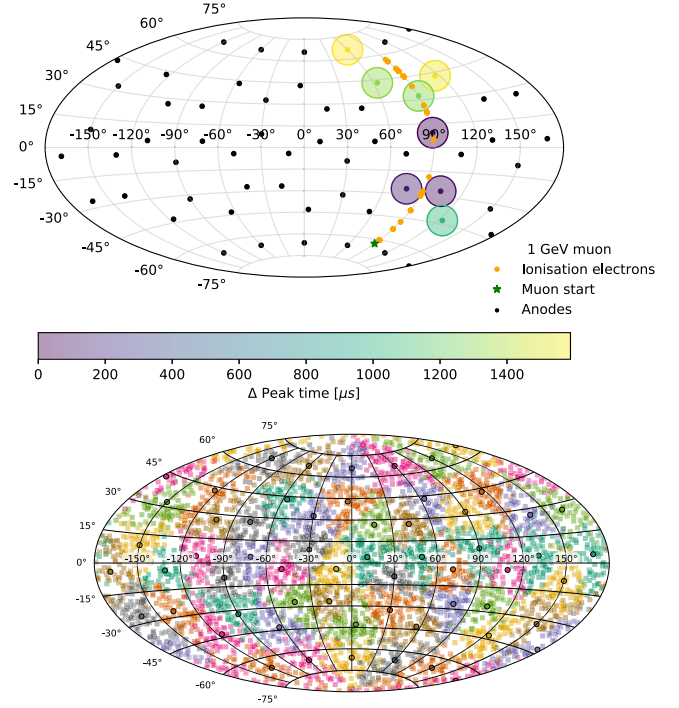 75°
60°
45°
30°
15°
0°
-15°
-30°
-45°
-60°
-75°
-150°-120° -90° -60° -30° 0° 30° 60° 90° 120° 150°
1 GeV muon
Ionisation electrons
Muon start
Anodes
0 200 400 600 800 1000 1200 1400
Δ Peak time [μs]
75°
60°
45°
30°
15°
0°
-15°
-30°
-45°
-60°
-75°
-150° -120° -90° -60° -30° 0° 30° 60° 90° 120° 150°